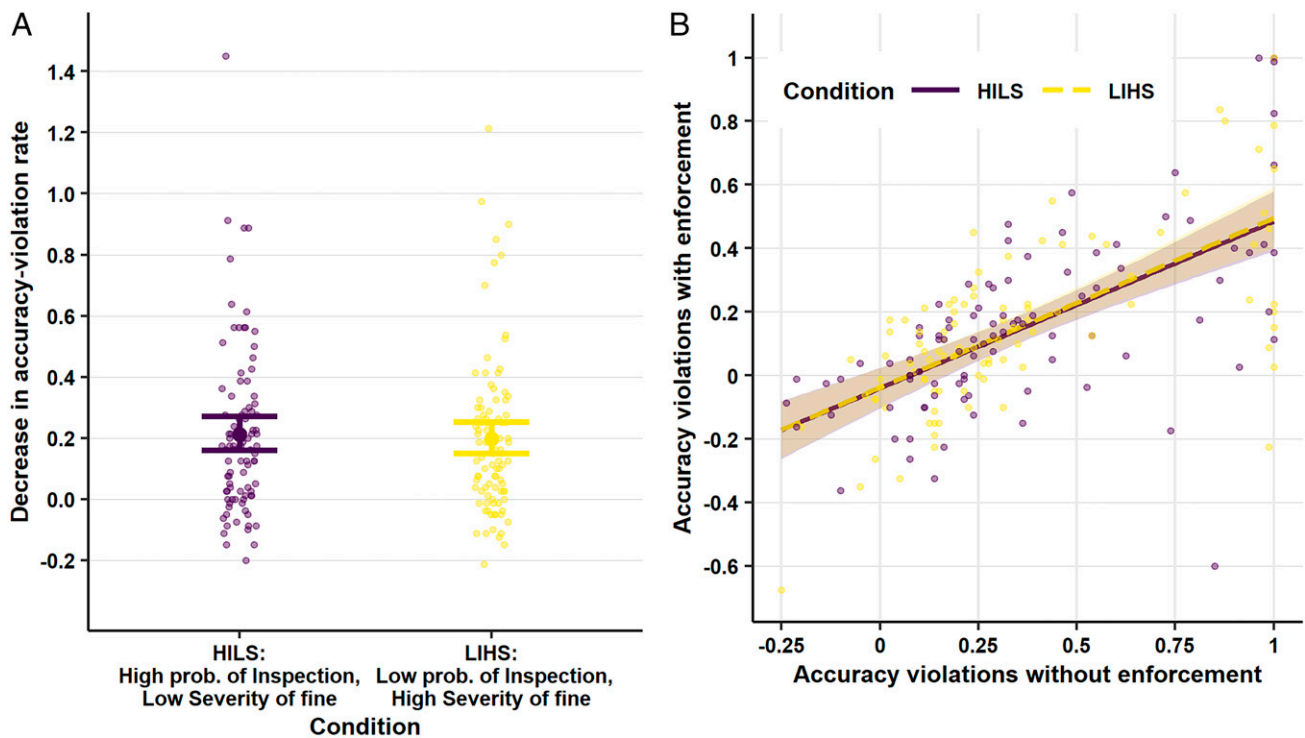 A
Decrease in accuracy-violation rate
1.4
1.2
1.0
0.8
0.6
0.4
0.2
0.0
-0.2
HILS:
High prob. of Inspection,
Low Severity of fine
LIHS:
Low prob. of Inspection,
High Severity of fine
Condition
B
Accuracy violations with enforcement
1
0.8
0.6
0.4
0.2
0
-0.2
-0.4
-0.6
Condition HILS LIHS
-0.25 0 0.25 0.5 0.75 1
Accuracy violations without enforcement